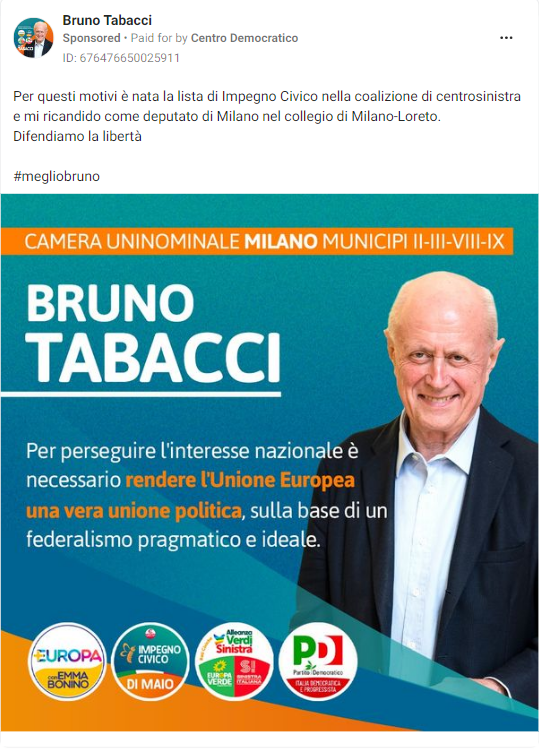 Bruno Tabacci
Sponsored • Paid for by Centro Democratico
ID: 676476650025911
Per questi motivi è nata la lista di Impegno Civico nella coalizione di centrosinistra
e mi ricandido come deputato di Milano nel collegio di Milano-Loreto.
Difendiamo la libertà
#megliobruno
CAMERA UNINOMINALE MILANO MUNICIPI II-III-VIII-IX
BRUNO
TABACCI
Per perseguire l'interesse nazionale è
necessario rendere l'Unione Europea
una vera unione politica, sulla base di un
federalismo pragmatico e ideale.
+EUROPA
con EMMA
BONINO
IMPEGNO
CIVICO
DI MAIO
Alleanza
Verdi
Sinistra
EUROPA
VERDE
SI
SINISTRA
ITALIANA
PD
Partito Democratico
ITALIA DEMOCRATICA
E PROGRESSISTA